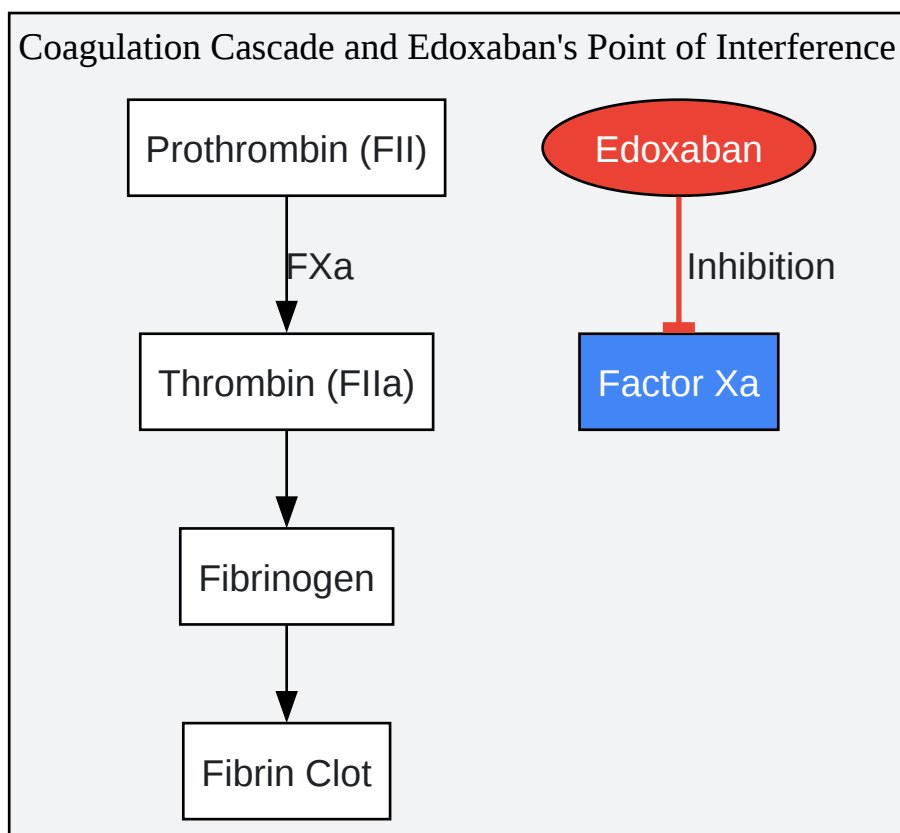 Coagulation Cascade and Edoxaban's Point of Interference
Prothrombin (FII)
Edoxaban
FXa
Inhibition
Thrombin (FIIa)
Factor Xa
Fibrinogen
Fibrin Clot